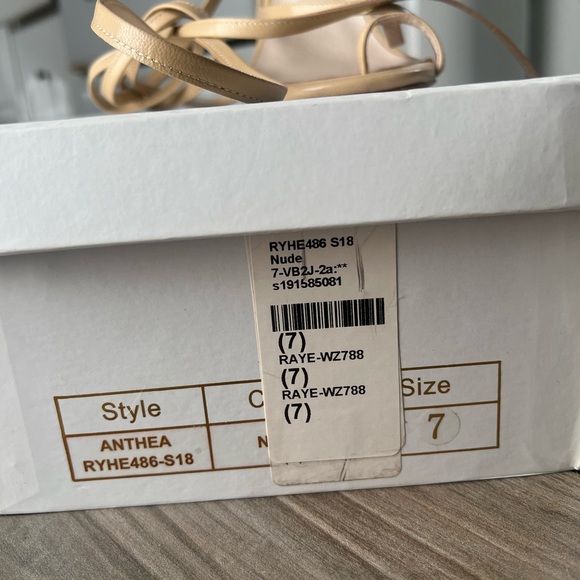 RYHE486 S18
Nude
7-VB2J-2a:**
s191585081
(7)
RAYE-WZ788
(7)
RAYE-WZ788
(7)
Style C Size
ANTHEA N 7
RYHE486-S18